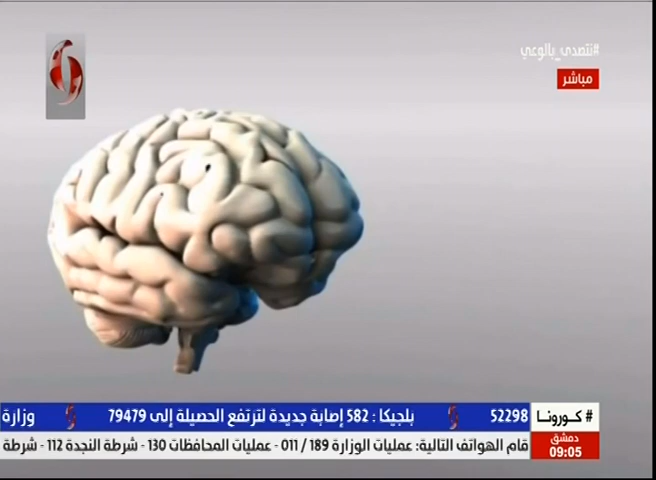 #نتصدى_بالوعي
مباشر
# كورونا
52298 بلجيكا : 582 إصابة جديدة لترتفع الحصيلة إلى 79479 وزارة
دمشق
09:05
قام الهواتف التالية: عمليات الوزارة 189 / 011 - عمليات المحافظات 130 - شرطة النجدة 112 - شرطة